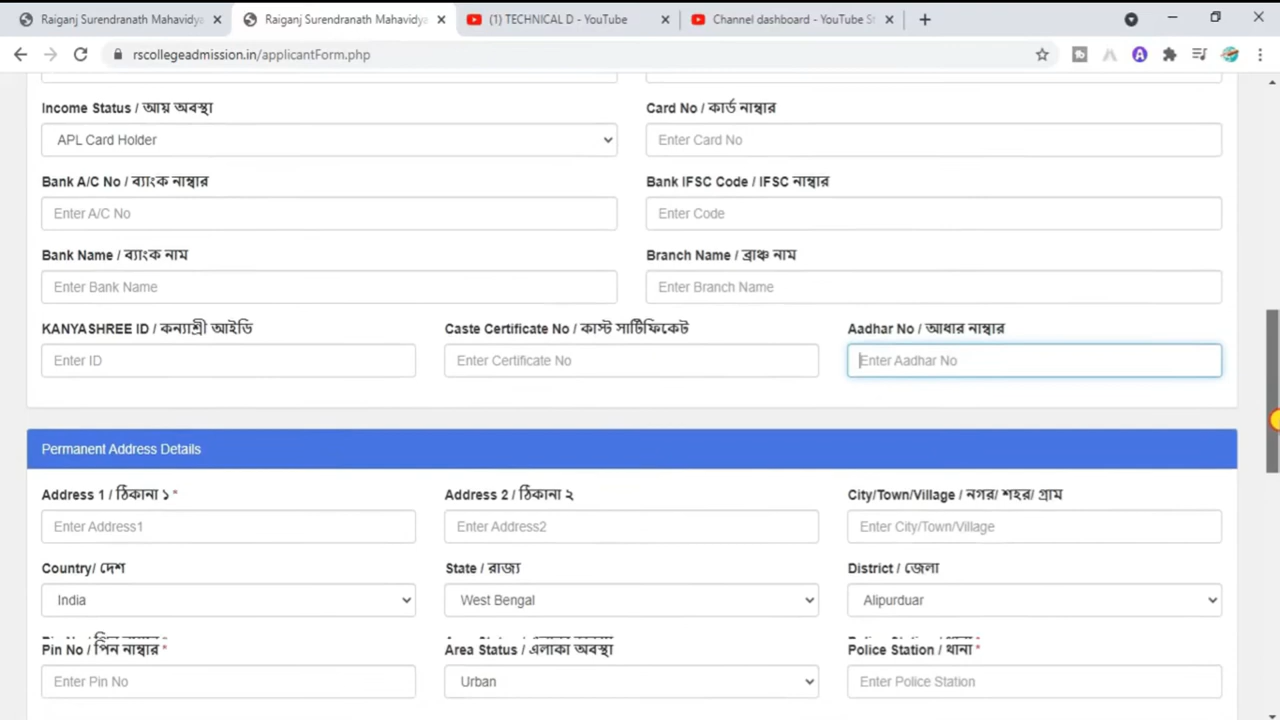 Raiganj Surendranath Mahavidya
Raiganj Surendranath Mahavidya
(1) TECHNICAL D - YouTube
Channel dashboard - YouTube St
rscollegeadmission.in/applicantForm.php
Income Status / আয় অবস্থা
Card No / কার্ড নাম্বার
APL Card Holder
Enter Card No
Bank A/C No / ব্যাংক নাম্বার
Bank IFSC Code / IFSC নাম্বার
Enter A/C No
Enter Code
Bank Name / ব্যাংক নাম
Branch Name / ব্রাঞ্চ নাম
Enter Bank Name
Enter Branch Name
KANYASHREE ID / কন্যাশ্রী আইডি
Caste Certificate No / কাস্ট সার্টিফিকেট
Aadhar No / আধার নাম্বার
Enter ID
Enter Certificate No
Enter Aadhar No
Permanent Address Details
Address 1 / ঠিকানা ১ *
Address 2 / ঠিকানা ২
City/Town/Village / নগর/ শহর/ গ্রাম
Enter Address1
Enter Address2
Enter City/Town/Village
Country/ দেশ
State / রাজ্য
District / জেলা
India
West Bengal
Alipurduar
Pin No / পিন নাম্বার *
Area Status / এলাকা অবস্থা
Police Station / থানা *
Enter Pin No
Urban
Enter Police Station